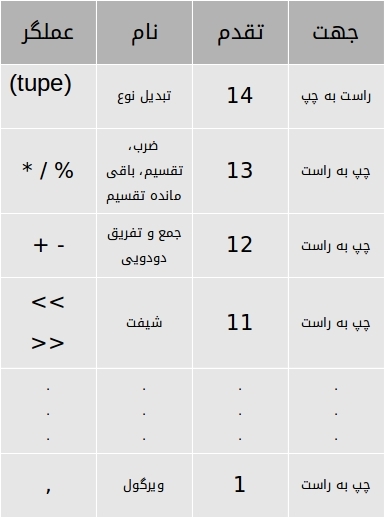 جهت تقدم نام عملگر
(tupe)
راست به چپ 14 تبدیل نوع
ضرب،
چپ به راست 13 تقسیم، باقی * / %
مانده تقسیم
جمع و تفریق
چپ به راست 12 + -
دودویی
<<
چپ به راست 11 شیفت
>>
. . . .
. . . .
. . . .
چپ به راست 1 ویرگول ,